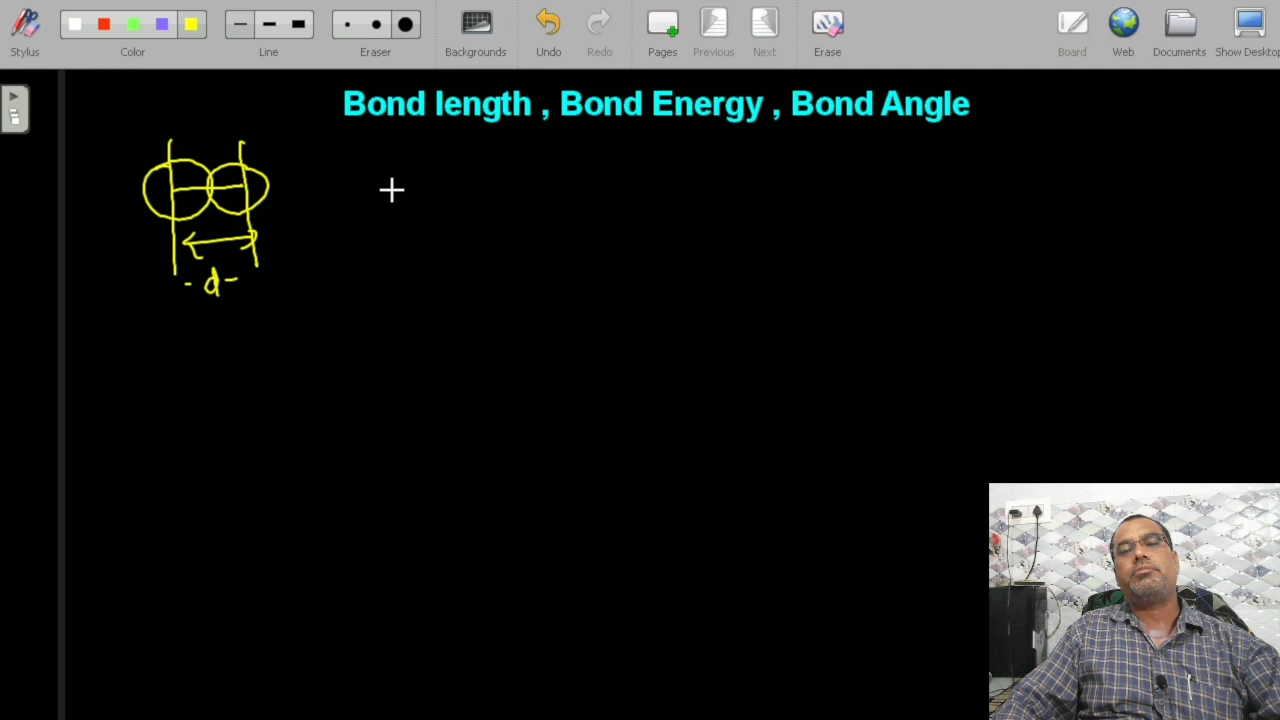 Stylus Color Line Eraser Backgrounds Undo Redo Pages Previous Next Erase Board Web Documents Show Desktop
Bond length , Bond Energy , Bond Angle
- d -